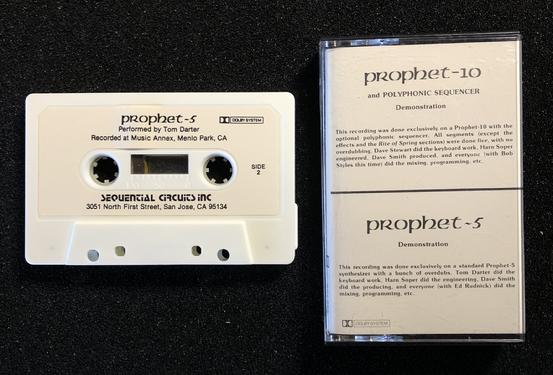 prophet-5
DOLBY SYSTEM
Performed by Tom Darter
Recorded at Music Annex, Menlo Park, CA
SIDE
2
SEQUENTIAL CIRCUITS INC
3051 North First Street, San Jose, CA 95134
prophet-10
and POLYPHONIC SEQUENCER
Demonstration
This recording was done exclusively on a Prophet-10 with the
optional polyphonic sequencer. All segments (except the
effects and the Rite of Spring sections) were done live, with no
overdubbing. Dave Stewart did the keyboard work, Harn Soper
engineered, Dave Smith produced, and everyone (with Bob
Styles this time) did the mixing, programming, etc.
prophet-5
Demonstration
This recording was done exclusively on a standard Prophet-5
synthesizer with a bunch of overdubs. Tom Darter did the
keyboard work, Harn Soper did the engineering, Dave Smith
did the producing, and everyone (with Ed Rudnick) did the
mixing, programming, etc.
DOLBY SYSTEM